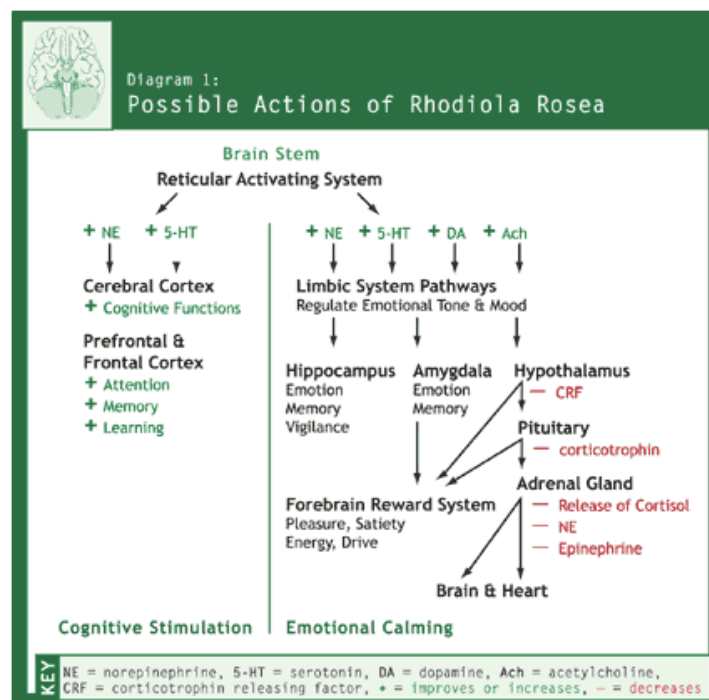 Diagram 1:
Possible Actions of Rhodiola Rosea
Brain Stem
Reticular Activating System
+ NE + 5-HT
Cerebral Cortex
+ Cognitive Functions
Prefrontal &
Frontal Cortex
+ Attention
+ Memory
+ Learning
Cognitive Stimulation
+ NE + 5-HT + DA + Ach
Limbic System Pathways
Regulate Emotional Tone & Mood
Hippocampus
Emotion
Memory
Vigilance
Amygdala
Emotion
Memory
Hypothalamus
— CRF
Pituitary
— corticotrophin
Adrenal Gland
— Release of Cortisol
— NE
— Epinephrine
Forebrain Reward System
Pleasure, Satiety
Energy, Drive
Brain & Heart
Emotional Calming
KEY
NE = norepinephrine, 5-HT = serotonin, DA = dopamine, Ach = acetylcholine,
CRF = corticotrophin releasing factor, + = improves or increases, — = decreases